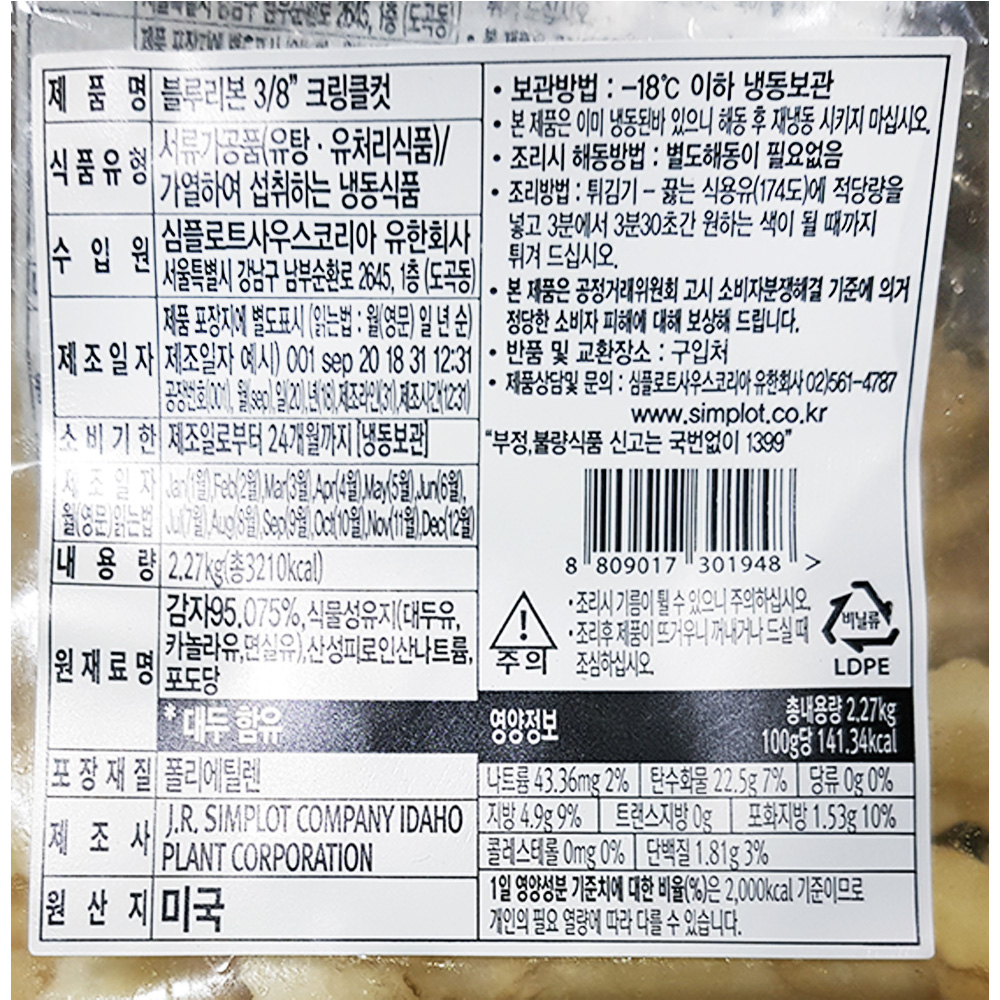 제 품 명 블루리본 3/8” 크링클컷
식품유형 서류가공품(유탕·유처리식품)/
가열하여 섭취하는 냉동식품
수 입 원 심플로트사우스코리아 유한회사
서울특별시 강남구 남부순환로 2645, 1층 (도곡동)
제조일자 제품 포장지에 별도표시 (읽는법 : 월(영문) 일 년 순)
제조일자 예시) 001 sep 20 18 31 12:31
공장번호(001), 월(sep), 일(20), 년(18), 제조라인(31), 제조시간(12:31)
소비기한 제조일로부터 24개월까지 [냉동보관]
제조일자 Jan(1월),Feb(2월),Mar(3월),Apr(4월),May(5월),Jun(6월),
월(영문)읽는법 Jul(7월),Aug(8월),Sep(9월),Oct(10월),Nov(11월),Dec(12월)
내 용 량 2.27kg(총3210kcal)
원재료명 감자95.075%,식물성유지(대두유,
카놀라유,면실유),산성피로인산나트륨,
포도당
* 대두 함유
포장재질 폴리에틸렌
제 조 사 J.R. SIMPLOT COMPANY IDAHO
PLANT CORPORATION
원 산 지 미국
• 보관방법 : -18℃ 이하 냉동보관
• 본 제품은 이미 냉동된바 있으니 해동 후 재냉동 시키지 마십시오.
• 조리시 해동방법 : 별도해동이 필요없음
• 조리방법 : 튀김기 - 끓는 식용유(174도)에 적당량을
넣고 3분에서 3분30초간 원하는 색이 될 때까지
튀겨 드십시오.
• 본 제품은 공정거래위원회 고시 소비자분쟁해결 기준에 의거
정당한 소비자 피해에 대해 보상해 드립니다.
• 반품 및 교환장소 : 구입처
• 제품상담및 문의 : 심플로트사우스코리아 유한회사 02)561-4787
www.simplot.co.kr
“부정,불량식품 신고는 국번없이 1399”
8 809017 301948 >
주의
•조리시 기름이 튈 수 있으니 주의하십시오.
•조리후 제품이 뜨거우니 꺼내거나 드실 때
조심하십시오.
비닐류
LDPE
영양정보 총내용량 2.27kg
100g당 141.34kcal
나트륨 43.36mg 2% 탄수화물 22.5g 7% 당류 0g 0%
지방 4.9g 9% 트랜스지방 0g 포화지방 1.53g 10%
콜레스테롤 0mg 0% 단백질 1.81g 3%
1일 영양성분 기준치에 대한 비율(%)은 2,000kcal 기준이므로
개인의 필요 열량에 따라 다를 수 있습니다.